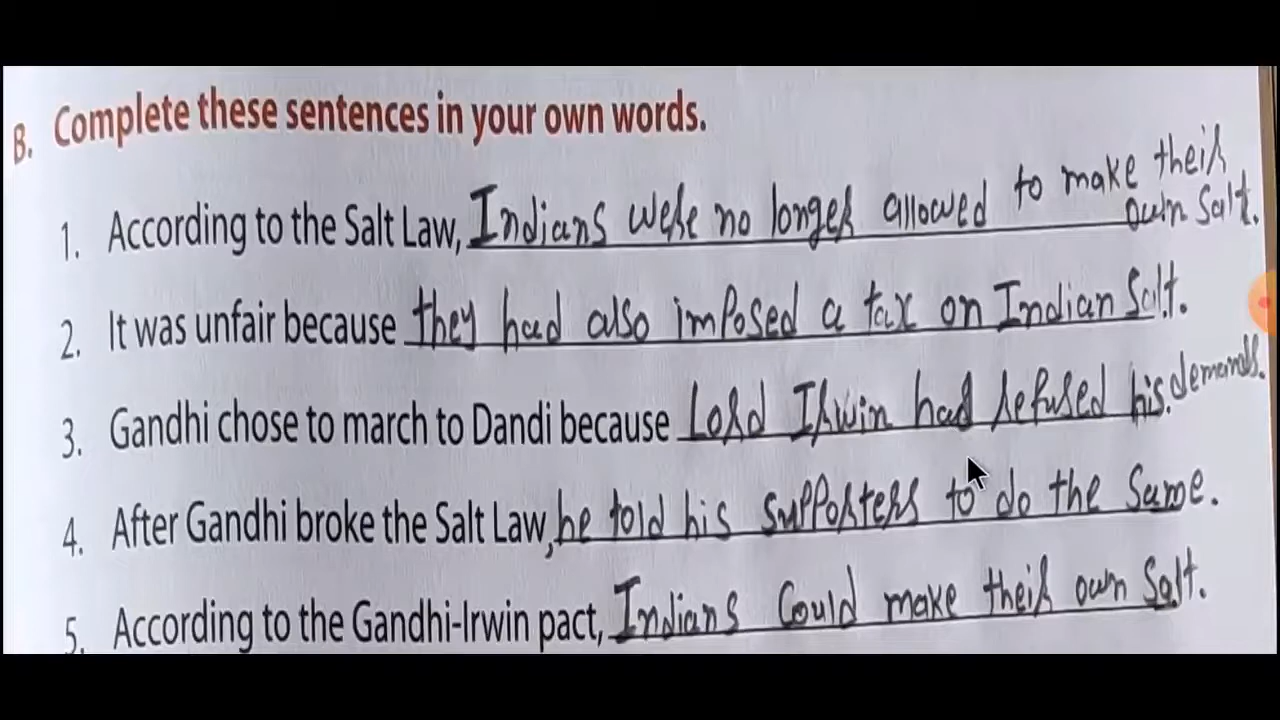 B. Complete these sentences in your own words.
1. According to the Salt Law, Indians were no longer allowed to make their
own Salt.
2. It was unfair because they had also imposed a tax on Indian Salt.
3. Gandhi chose to march to Dandi because Lord Irwin had refused his demands.
4. After Gandhi broke the Salt Law, he told his supporters to do the Same.
5. According to the Gandhi-Irwin pact, Indians Could make their own Salt.